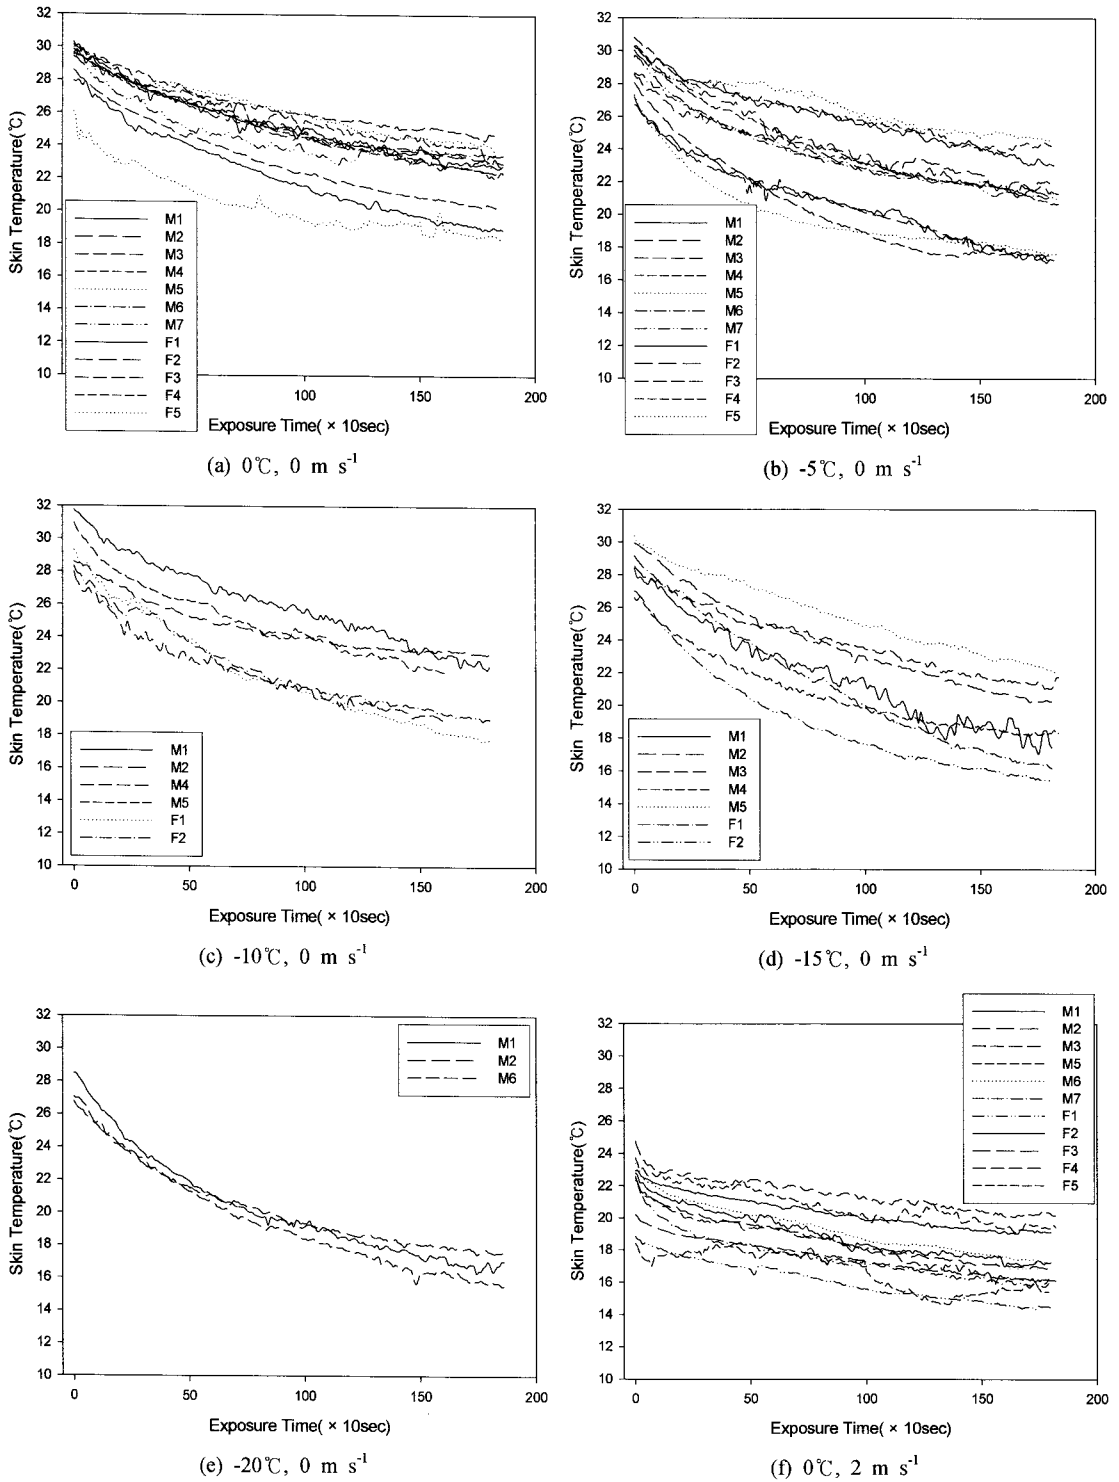 Skin Temperature(℃)
32
30
28
26
24
22
20
18
16
14
12
10
M1
M2
M3
M4
M5
M6
M7
F1
F2
F3
F4
F5
100
150
200
Exposure Time( × 10sec)
(a) 0℃, 0 m s-1
Skin Temperature(℃)
32
30
28
26
24
22
20
18
16
14
12
10
M1
M2
M3
M4
M5
M6
M7
F1
F2
F3
F4
F5
100
150
200
Exposure Time( × 10sec)
(b) -5℃, 0 m s-1
Skin Temperature(℃)
32
30
28
26
24
22
20
18
16
14
12
10
M1
M2
M4
M5
F1
F2
0
50
100
150
200
Exposure Time( × 10sec)
(c) -10℃, 0 m s-1
Skin Temperature(℃)
32
30
28
26
24
22
20
18
16
14
12
10
M1
M2
M3
M4
M5
F1
F2
0
50
100
150
200
Exposure Time( × 10sec)
(d) -15℃, 0 m s-1
Skin Temperature(℃)
32
30
28
26
24
22
20
18
16
14
12
10
M1
M2
M6
0
50
100
150
200
Exposure Time( × 10sec)
(e) -20℃, 0 m s-1
Skin Temperature(℃)
32
30
28
26
24
22
20
18
16
14
12
10
M1
M2
M3
M5
M6
M7
F1
F2
F3
F4
F5
0
50
100
150
200
Exposure Time( × 10sec)
(f) 0℃, 2 m s-1